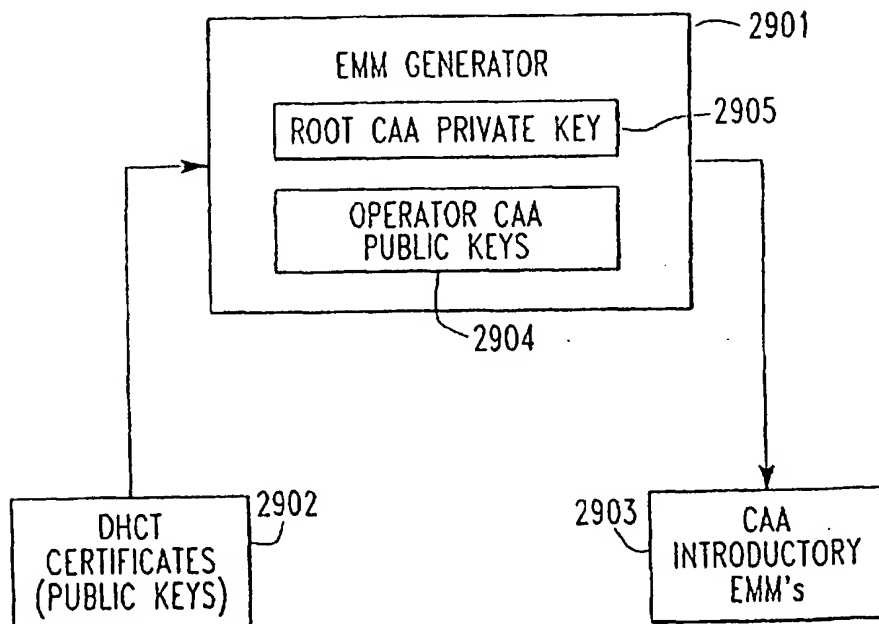 2901
EMM GENERATOR
ROOT CAA PRIVATE KEY
2905
OPERATOR CAA
PUBLIC KEYS
2904
DHCT
CERTIFICATES
(PUBLIC KEYS)
2902
2903
CAA
INTRODUCTORY
EMM's